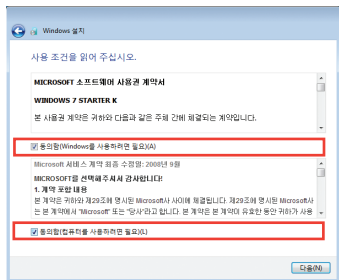 Windows 설치
사용 조건을 읽어 주십시오.
MICROSOFT 소프트웨어 사용권 계약서
WINDOWS 7 STARTER K
본 사용권 계약은 귀하와 다음과 같은 주체 간에 체결되는 계약입니다.
동의함(Windows를 사용하려면 필요)(A)
Microsoft 서비스 계약 최종 수정일: 2008년 9월
MICROSOFT를 선택해주셔서 감사합니다!
1. 계약 포함 내용
본 계약은 귀하와 제29조에 명시된 Microsoft사 사이에 체결됩니다. 제29조에 명시된 Microsoft사
는 본 계약에서 "Microsoft" 또는 "당사"라고 합니다. 본 계약은 본 계약이 유효한 동안 귀하가 사용
동의함(컴퓨터를 사용하려면 필요)(L)
다음(N)